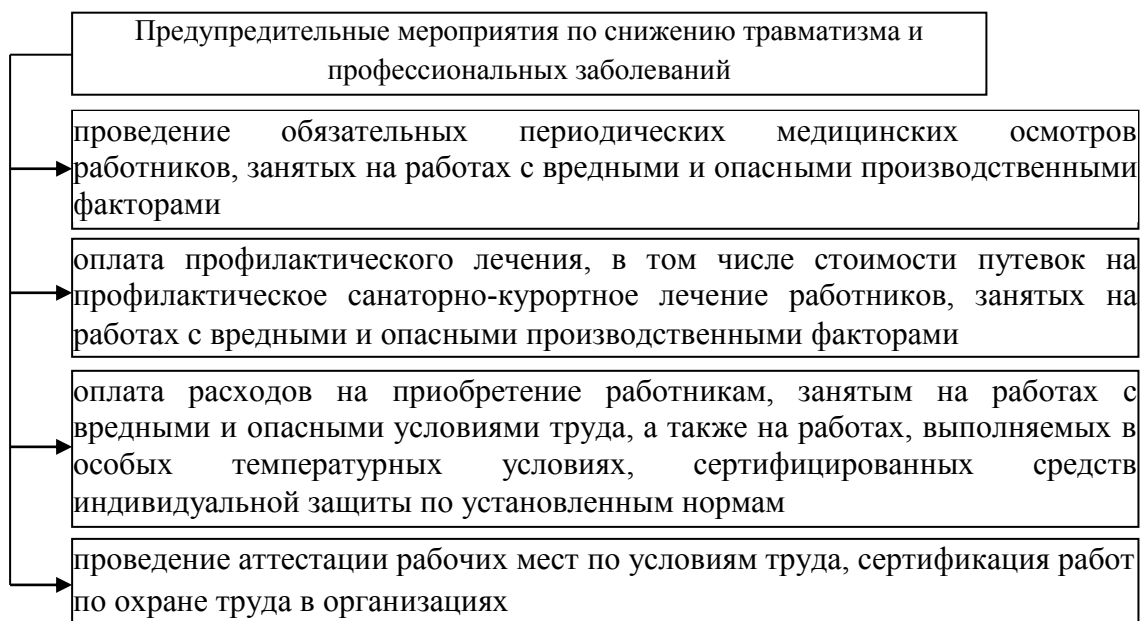 Предупредительные мероприятия по снижению травматизма и
профессиональных заболеваний
проведение обязательных периодических медицинских осмотров
работников, занятых на работах с вредными и опасными производственными
факторами
оплата профилактического лечения, в том числе стоимости путевок на
профилактическое санаторно-курортное лечение работников, занятых на
работах с вредными и опасными производственными факторами
оплата расходов на приобретение работникам, занятым на работах с
вредными и опасными условиями труда, а также на работах, выполняемых в
особых температурных условиях, сертифицированных средств
индивидуальной защиты по установленным нормам
проведение аттестации рабочих мест по условиям труда, сертификация работ
по охране труда в организациях